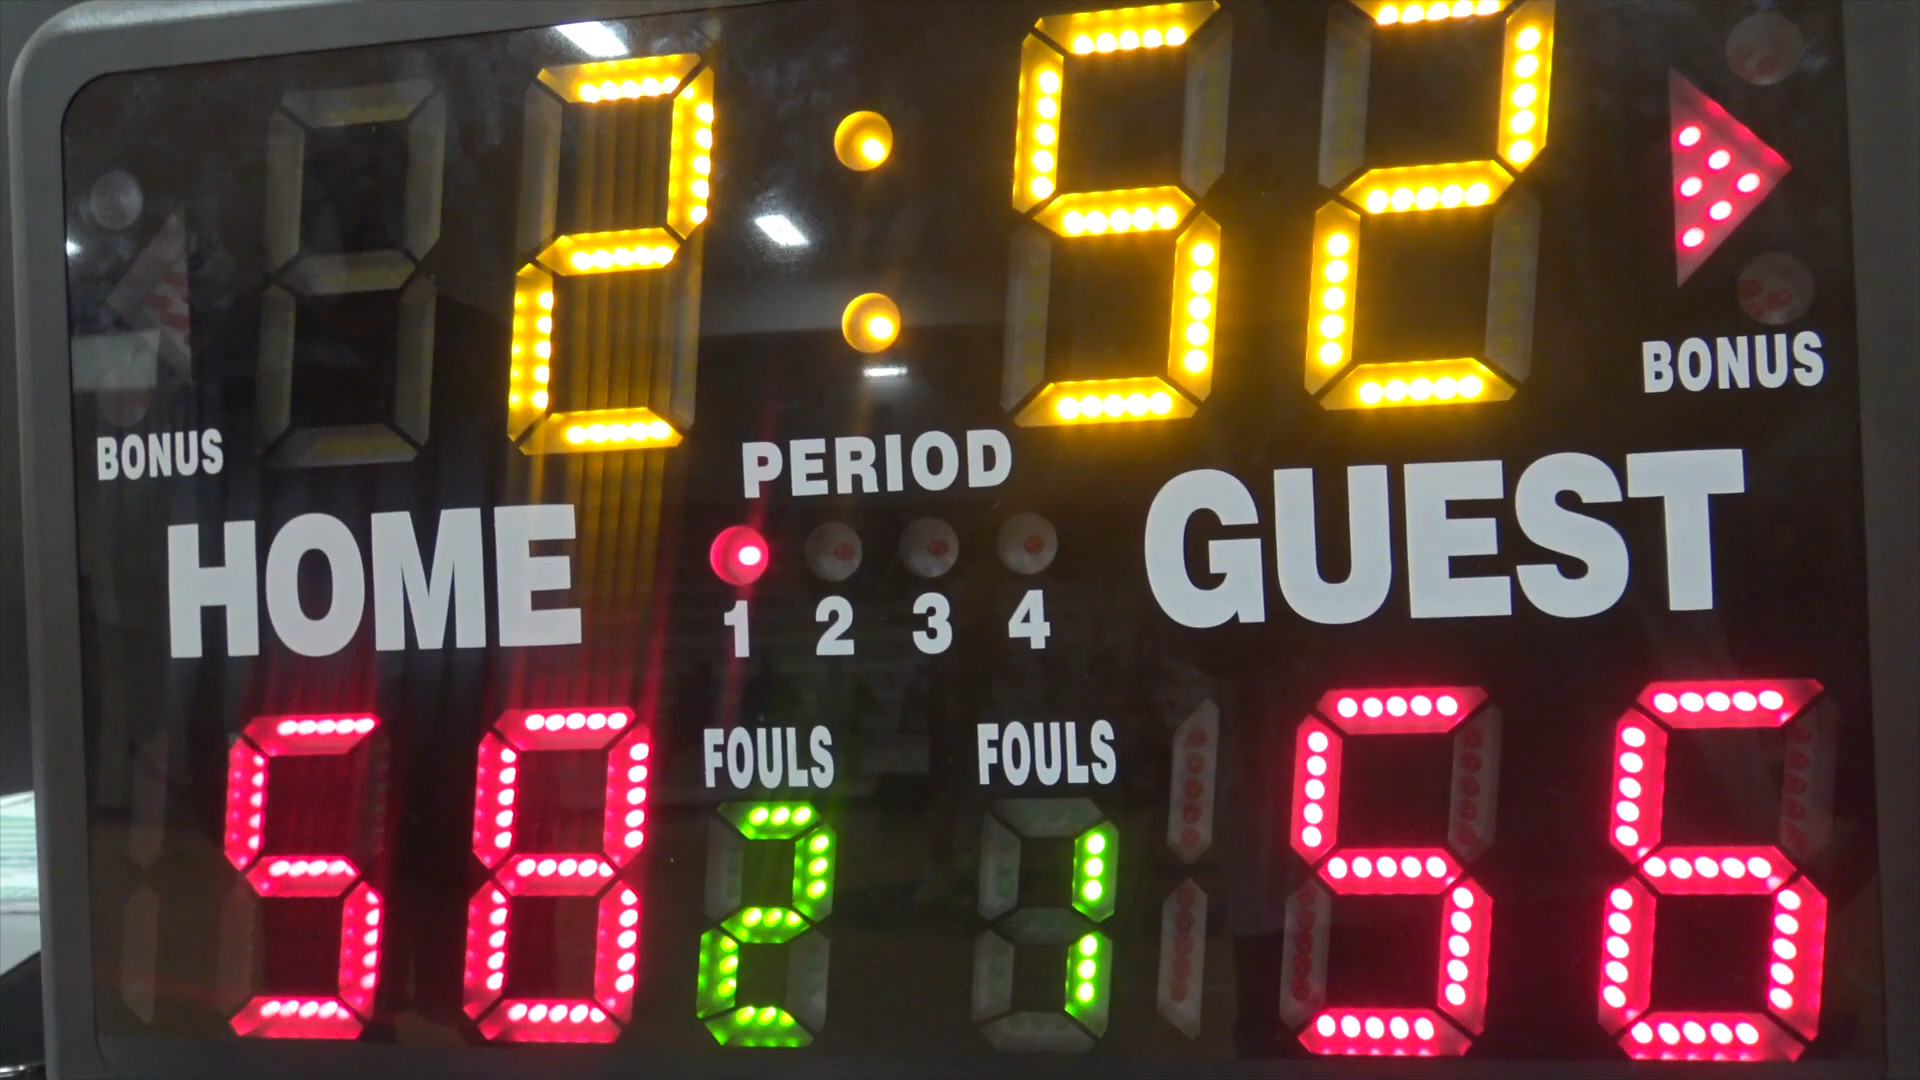 2:52
BONUS BONUS
PERIOD
HOME GUEST
1 2 3 4
FOULS FOULS
58 2 1 56